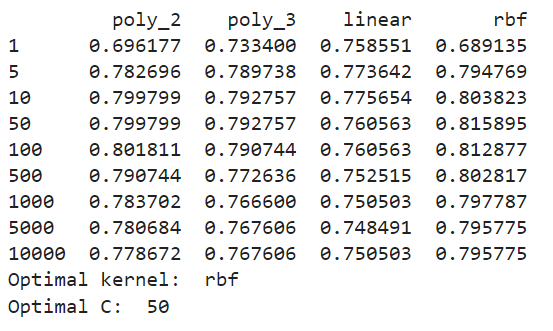 poly_2 poly_3 linear rbf
1 0.696177 0.733400 0.758551 0.689135
5 0.782696 0.789738 0.773642 0.794769
10 0.799799 0.792757 0.775654 0.803823
50 0.799799 0.792757 0.760563 0.815895
100 0.801811 0.790744 0.760563 0.812877
500 0.790744 0.772636 0.752515 0.802817
1000 0.783702 0.766600 0.750503 0.797787
5000 0.780684 0.767606 0.748491 0.795775
10000 0.778672 0.767606 0.750503 0.795775
Optimal kernel:  rbf
Optimal C:  50